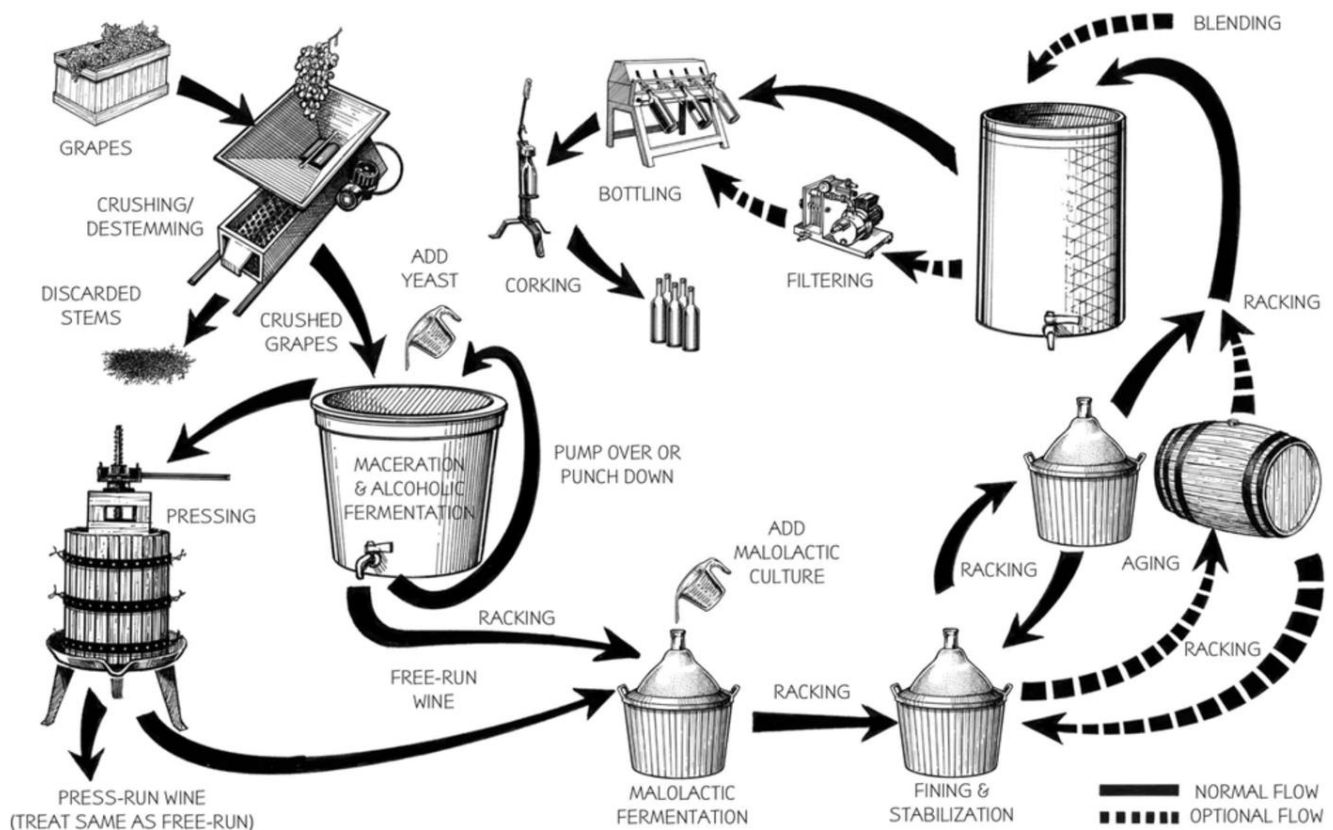 BLENDING
GRAPES
CRUSHING/
DESTEMMING
DISCARDED
STEMS
CRUSHED
GRAPES
ADD
YEAST
CORKING
BOTTLING
FILTERING
RACKING
MACERATION
& ALCOHOLIC
FERMENTATION
PUMP OVER OR
PUNCH DOWN
PRESSING
ADD
MALOLACTIC
CULTURE
RACKING
AGING
RACKING
RACKING
FREE-RUN
WINE
RACKING
PRESS-RUN WINE
(TREAT SAME AS FREE-RUN)
MALOLACTIC
FERMENTATION
FINING &
STABILIZATION
NORMAL FLOW
OPTIONAL FLOW